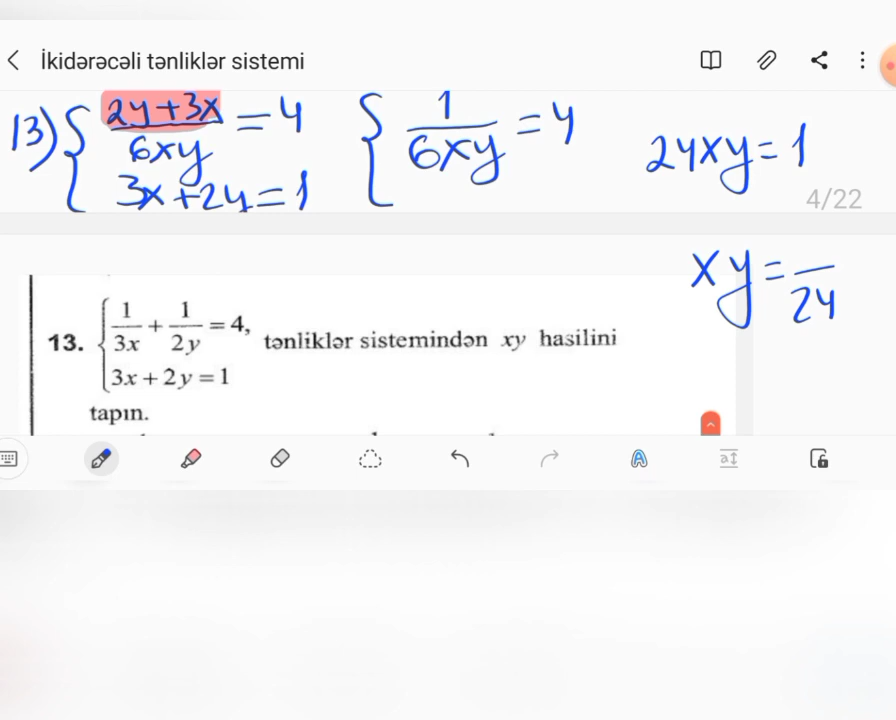 İkidərəcəli tənliklər sistemi
13) { (2y+3x)/(6xy) = 4
3x+2y=1
{ 1/(6xy) = 4
24xy=1
4/22
xy= /24
13. { 1/(3x) + 1/(2y) = 4, tənliklər sistemindən xy hasilini
3x+2y=1
tapın.
A
a